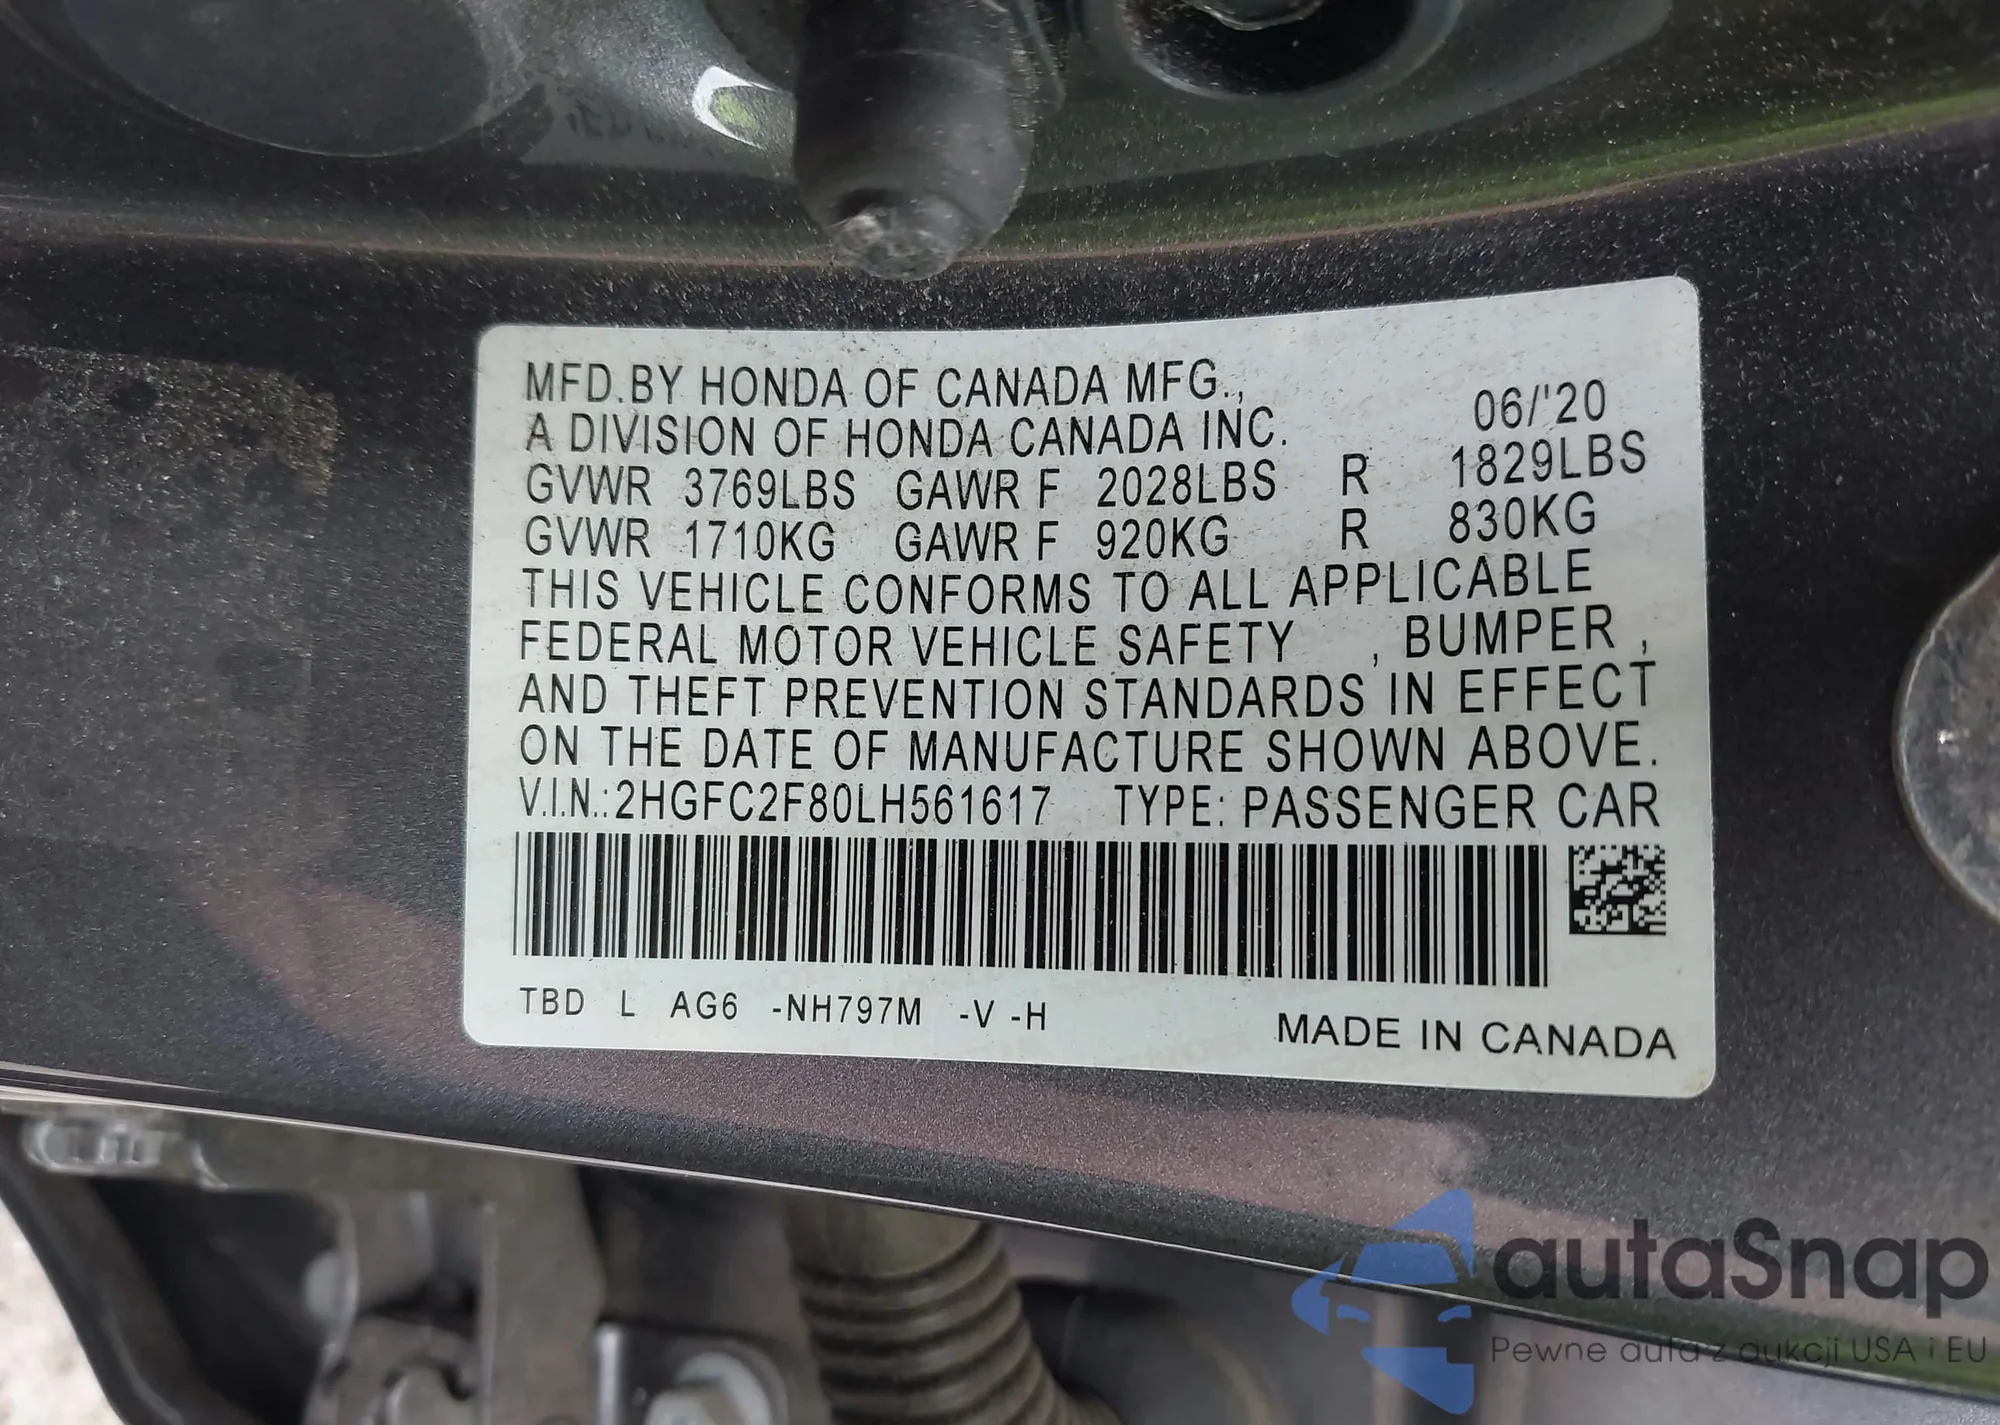 MFD.BY HONDA OF CANADA MFG., 06/'20
A DIVISION OF HONDA CANADA INC.
GVWR 3769LBS GAWR F 2028LBS R 1829LBS
GVWR 1710KG GAWR F 920KG R 830KG
THIS VEHICLE CONFORMS TO ALL APPLICABLE
FEDERAL MOTOR VEHICLE SAFETY , BUMPER ,
AND THEFT PREVENTION STANDARDS IN EFFECT
ON THE DATE OF MANUFACTURE SHOWN ABOVE.
V.I.N.:2HGFC2F80LH561617 TYPE: PASSENGER CAR
TBD L AG6 -NH797M -V -H
MADE IN CANADA
autaSnap
Pewne auta z aukcji USA i EU